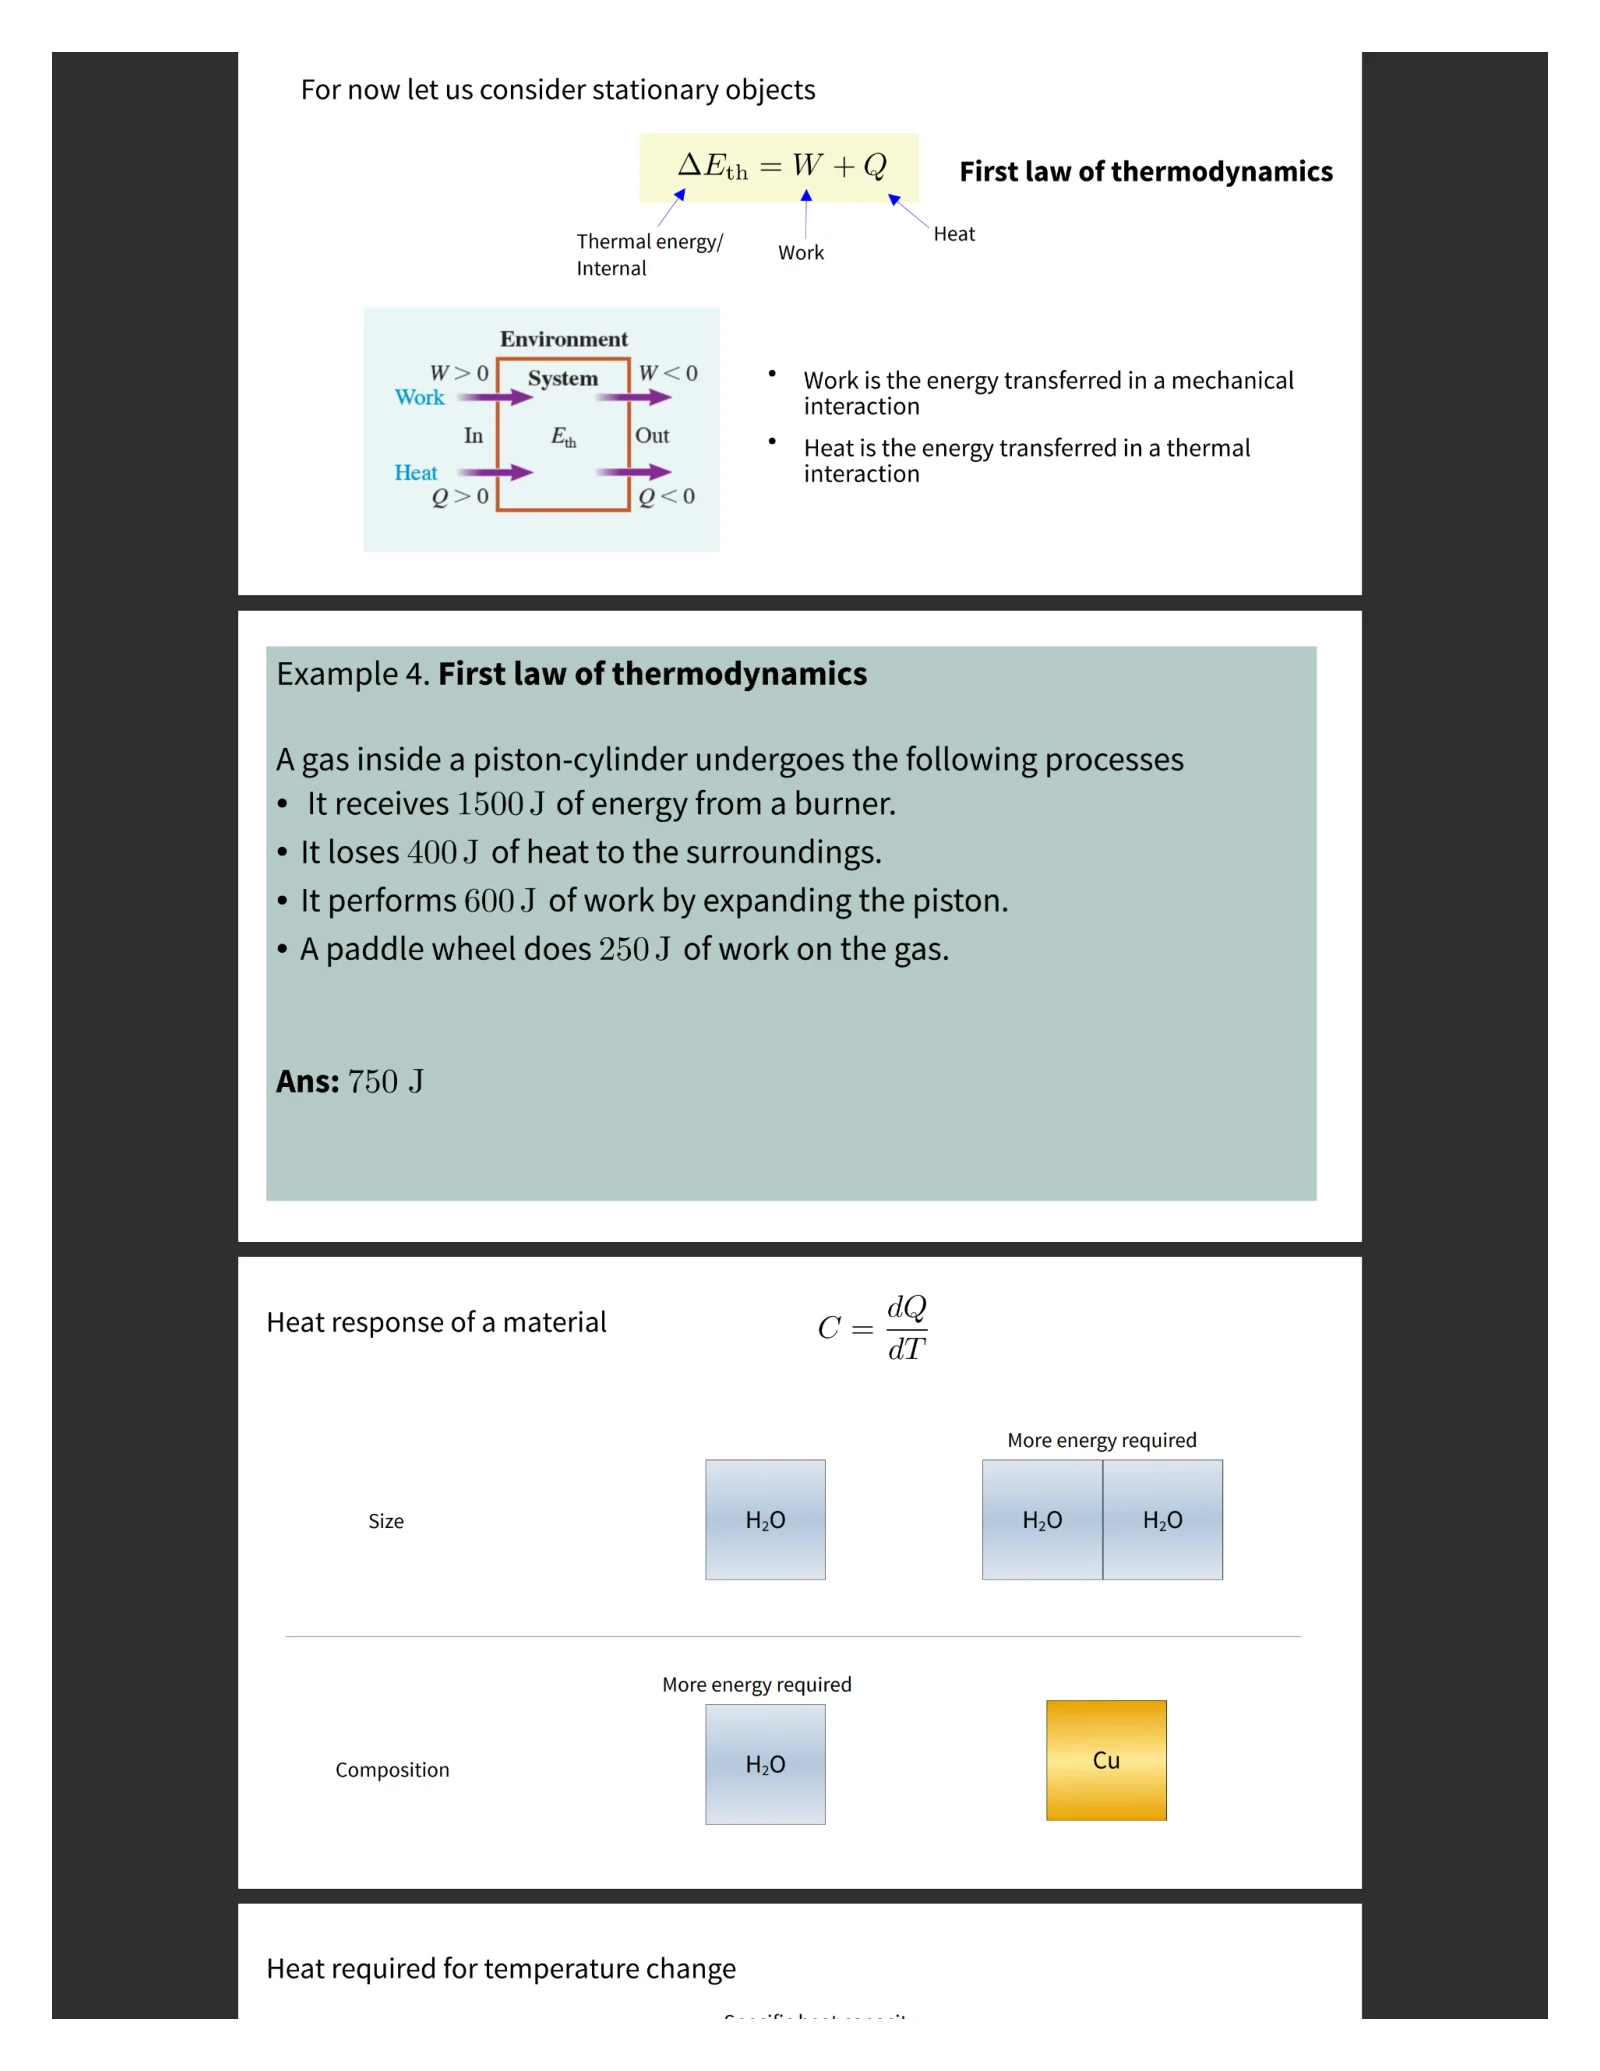 For now let us consider stationary objects
ΔE_th = W + Q
First law of thermodynamics
Thermal energy/
Internal
Work
Heat
Environment
W > 0
System
W < 0
Work
In
E_th
Out
Heat
Q > 0
Q < 0
• Work is the energy transferred in a mechanical
interaction
• Heat is the energy transferred in a thermal
interaction
Example 4. First law of thermodynamics
A gas inside a piston-cylinder undergoes the following processes
• It receives 1500 J of energy from a burner.
• It loses 400 J of heat to the surroundings.
• It performs 600 J of work by expanding the piston.
• A paddle wheel does 250 J of work on the gas.
Ans: 750 J
Heat response of a material
C = dQ/dT
More energy required
Size
H₂O
H₂O
H₂O
More energy required
Composition
H₂O
Cu
Heat required for temperature change
Specific heat capacity